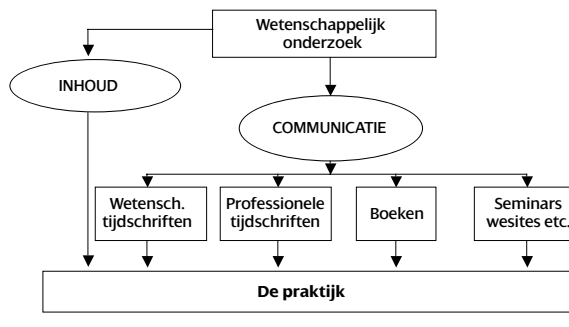 Wetenschappelijk
onderzoek
INHOUD
COMMUNICATIE
Wetensch.
tijdschriften
Professionele
tijdschriften
Boeken
Seminars
wesites etc.
De praktijk